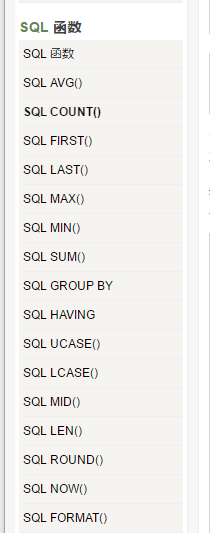 SQL 函数
SQL 函数
SQL AVG()
SQL COUNT()
SQL FIRST()
SQL LAST()
SQL MAX()
SQL MIN()
SQL SUM()
SQL GROUP BY
SQL HAVING
SQL UCASE()
SQL LCASE()
SQL MID()
SQL LEN()
SQL ROUND()
SQL NOW()
SQL FORMAT()